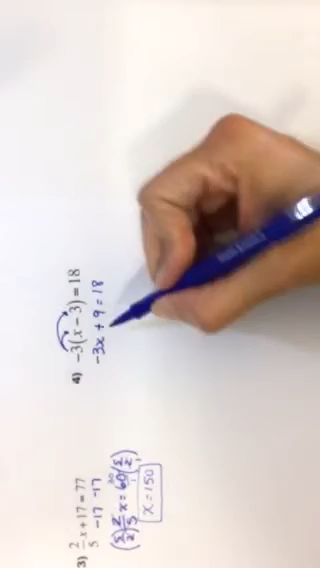 3) 2/5 x + 17 = 77
-17 -17
(5/2) 2/5 x = 60 (5/2)
x = 150
4) -3(x - 3) = 18
-3x + 9 = 18